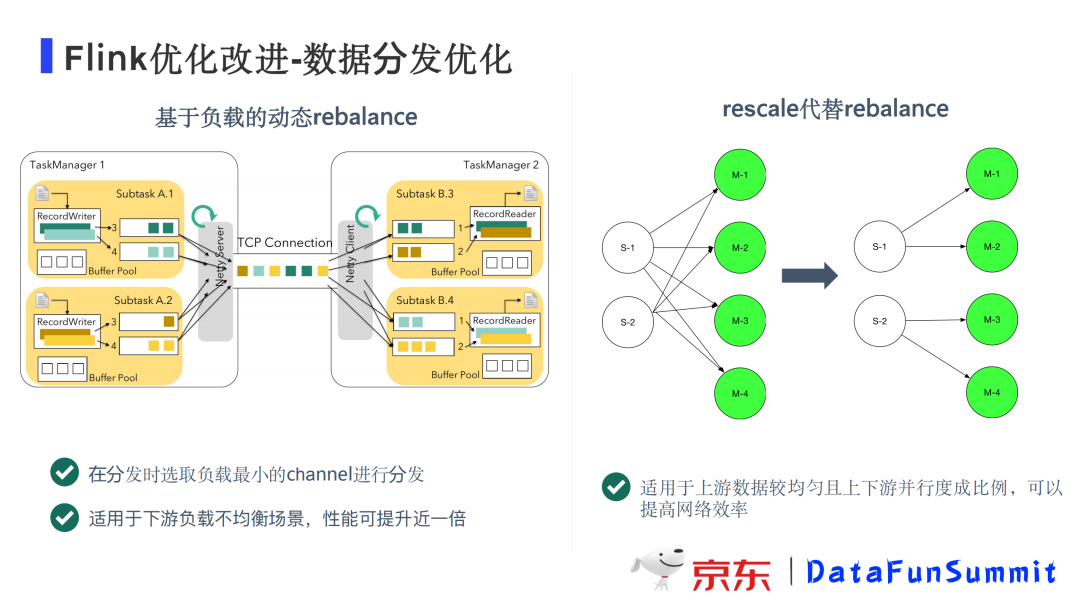 Flink优化改进-数据分发优化
基于负载的动态rebalance
TaskManager 1
TaskManager 2
Subtask A.1
RecordWriter
3
4
Buffer Pool
Subtask A.2
RecordWriter
3
4
Buffer Pool
Netty Server
TCP Connection
Netty Client
Subtask B.3
RecordReader
1
2
Buffer Pool
Subtask B.4
RecordReader
1
2
Buffer Pool
在分发时选取负载最小的channel进行分发
适用于下游负载不均衡场景，性能可提升近一倍
rescale代替rebalance
S-1
S-2
M-1
M-2
M-3
M-4
S-1
S-2
M-1
M-2
M-3
M-4
适用于上游数据较均匀且上下游并行度成比例，可以
提高网络效率
京东 | DataFunSummit